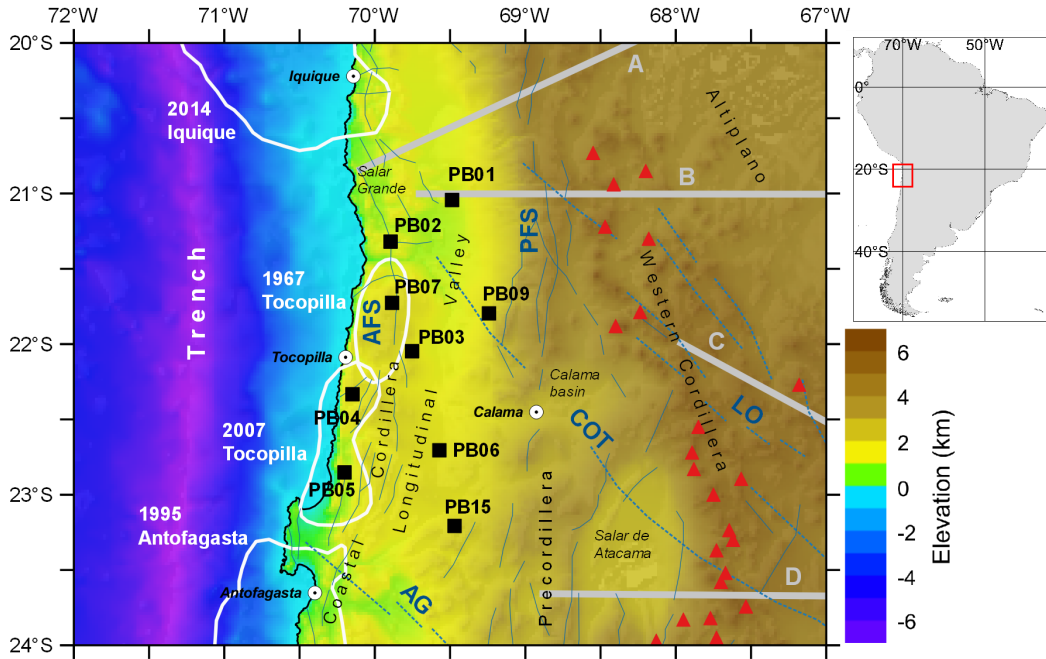 72°W 71°W 70°W 69°W 68°W 67°W
70°W 50°W
20°S
Iquique
A
2014
Iquique
Altiplano
0°
20°S
40°S
Salar
Grande
PB01
B
21°S
PB02
PFS
Valley
Trench
1967
Tocopilla
PB07
AFS
PB09
Western Cordillera
22°S
PB03
C
Tocopilla
Calama
basin
PB04
Calama
COT
LO
2007
Tocopilla
Cordillera
Longitudinal
PB06
23°S
PB05
PB15
Precordillera
1995
Antofagasta
Salar de
Atacama
D
Antofagasta
Coastal
AG
24°S
6
4
2
0
-2
-4
-6
Elevation (km)